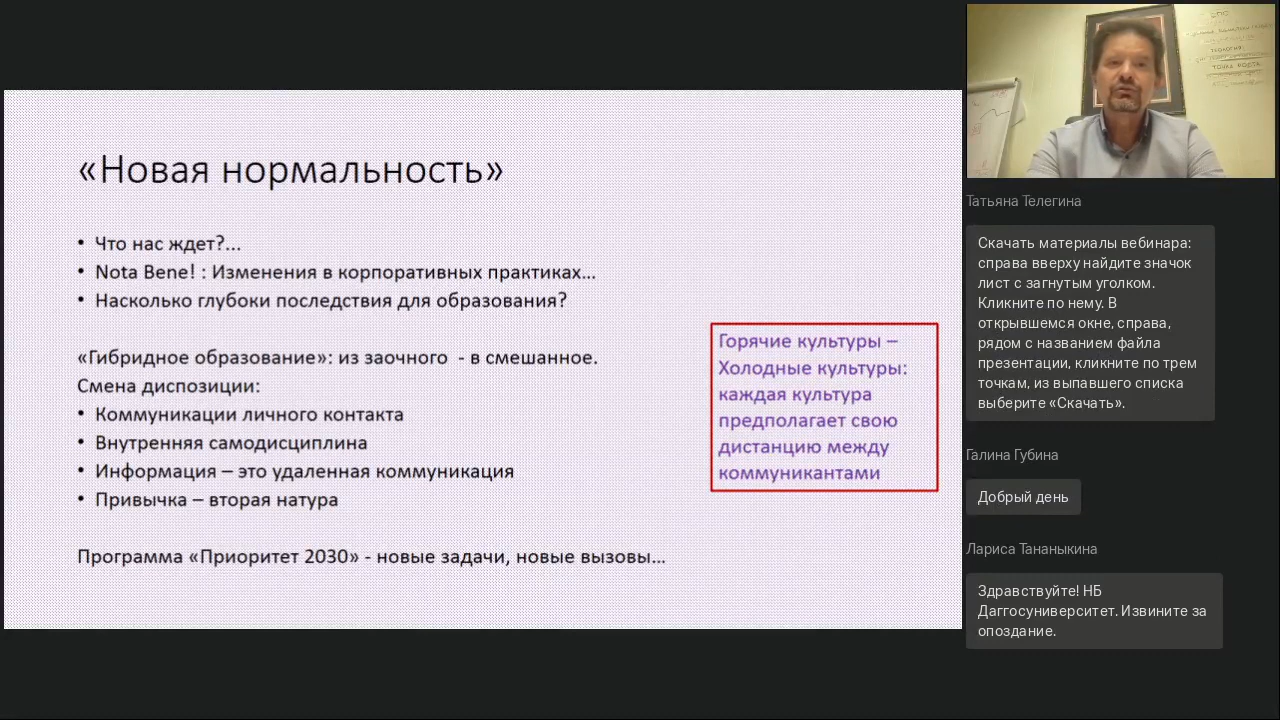 «Новая нормальность»
• Что нас ждет?...
• Nota Bene! : Изменения в корпоративных практиках...
• Насколько глубоки последствия для образования?
«Гибридное образование»: из заочного - в смешанное.
Смена диспозиции:
• Коммуникации личного контакта
• Внутренняя самодисциплина
• Информация – это удаленная коммуникация
• Привычка – вторая натура
Программа «Приоритет 2030» - новые задачи, новые вызовы...
Горячие культуры –
Холодные культуры:
каждая культура
предполагает свою
дистанцию между
коммуникантами
ТЕОЛОГИЯ:
ТОЧКА РОСТА
Татьяна Телегина
Скачать материалы вебинара:
справа вверху найдите значок
лист с загнутым уголком.
Кликните по нему. В
открывшемся окне, справа,
рядом с названием файла
презентации, кликните по трем
точкам, из выпавшего списка
выберите «Скачать».
Галина Губина
Добрый день
Лариса Тананыкина
Здравствуйте! НБ
Даггосуниверситет. Извините за
опоздание.